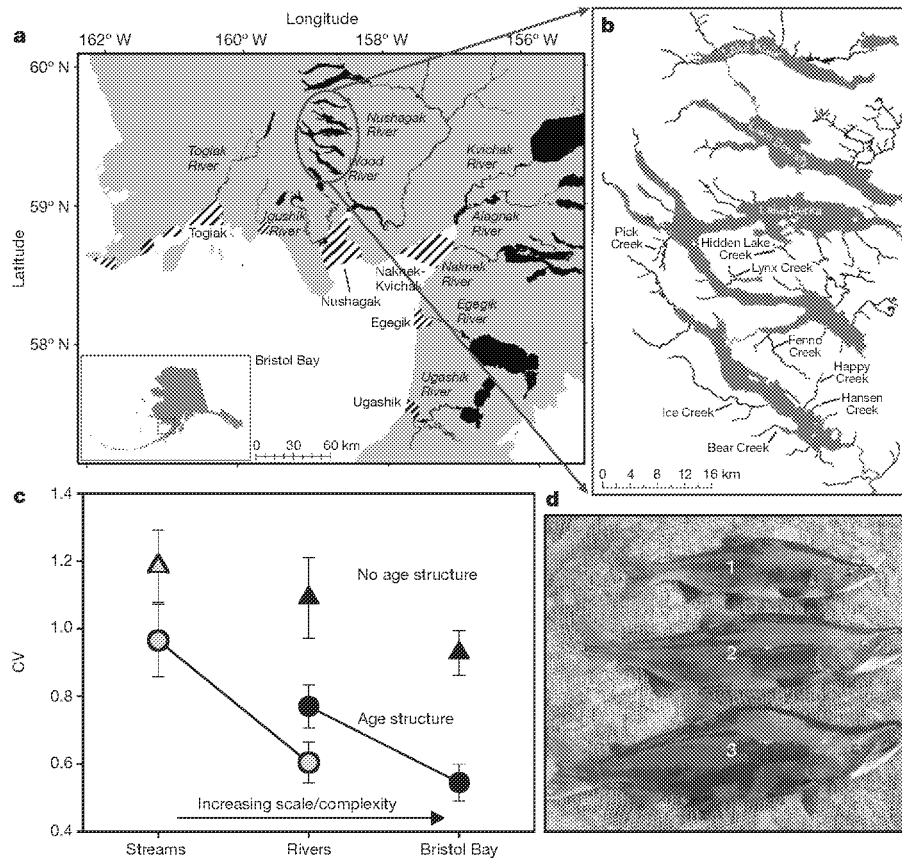 Longitude
a
162° W
160° W
158° W
156° W
60° N
59° N
58° N
Latitude
Togiak
River
Nushagak
River
Wood
River
Kvichak
River
Igushik
River
Alagnak
River
Togiak
Naknek-
Kvichak
Naknek
River
Nushagak
Egegik
River
Egegik
Ugashik
River
Ugashik
Bristol Bay
0 30 60 km
b
Pick
Creek
Hidden Lake
Creek
Lynx Creek
Fenno
Creek
Happy
Creek
Hansen
Creek
Ice Creek
Bear Creek
0 4 8 12 16 km
c
1.4
1.2
1.0
0.8
0.6
0.4
CV
No age structure
Age structure
Increasing scale/complexity
Streams
Rivers
Bristol Bay
d
1
2
3